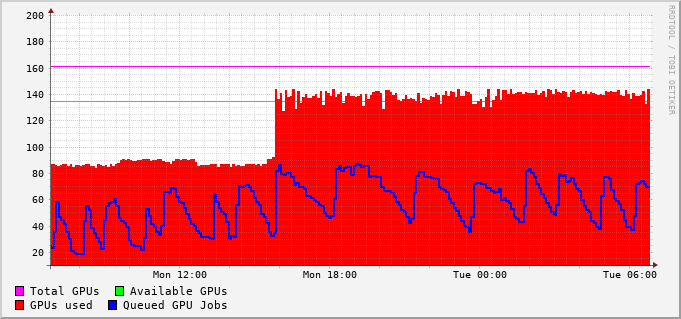 RRDTOOL / TOBI OETIKER
200
180
160
140
120
100
80
60
40
20
Mon 12:00 Mon 18:00 Tue 00:00 Tue 06:00
Total GPUs Available GPUs
GPUs used Queued GPU Jobs